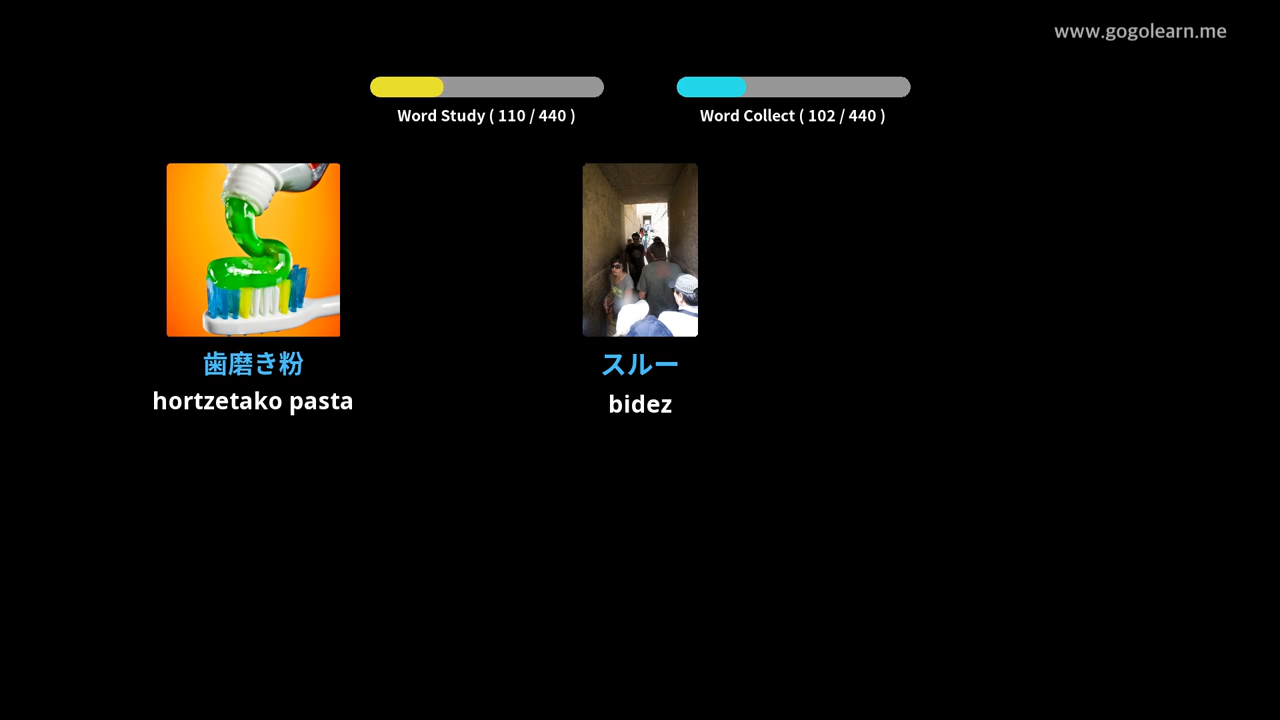 www.gogolearn.me
Word Study ( 110 / 440 )
Word Collect ( 102 / 440 )
歯磨き粉
hortzetako pasta
スルー
bidez